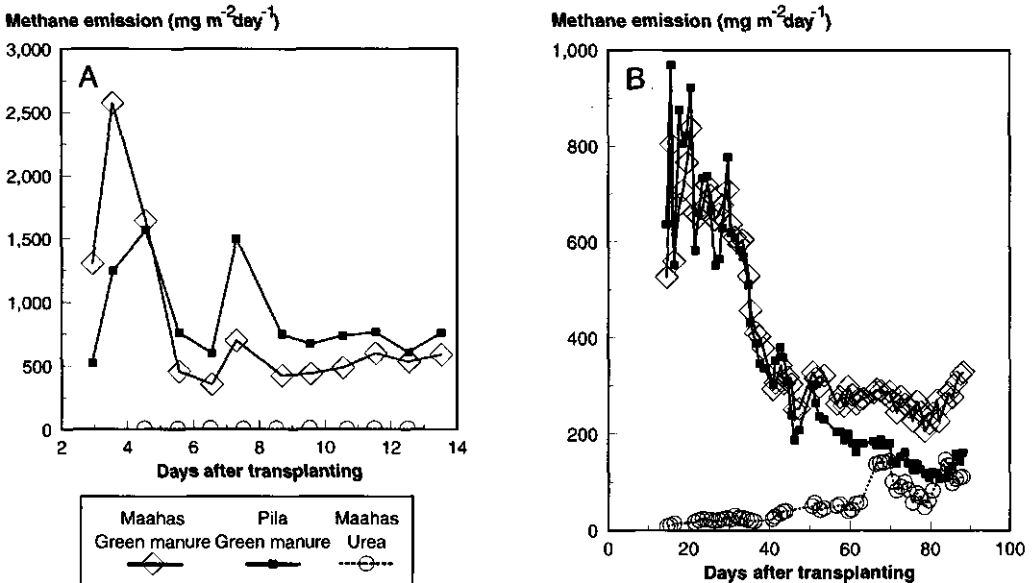 Methane emission (mg m⁻²day⁻¹)
A
3,000
2,500
2,000
1,500
1,000
500
0
2 4 6 8 10 12 14
Days after transplanting
Maahas Pila Maahas
Green manure Green manure Urea
Methane emission (mg m⁻²day⁻¹)
B
1,000
800
600
400
200
0
0 20 40 60 80 100
Days after transplanting